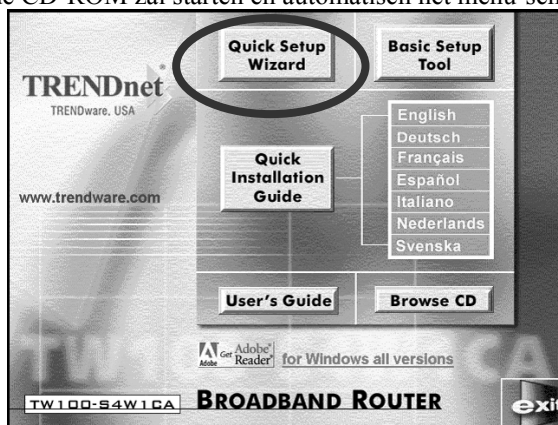 CD-ROM zal starten en automatisch het menu
Quick Setup
Wizard
Basic Setup
Tool
TRENDnet
TRENDware, USA
English
Deutsch
Français
Español
Italiano
Nederlands
Svenska
Quick
Installation
Guide
www.trendware.com
User's Guide
Browse CD
Adobe
Get Adobe®
Reader®
for Windows all versions
TW100-S4W1CA
BROADBAND ROUTER
exit